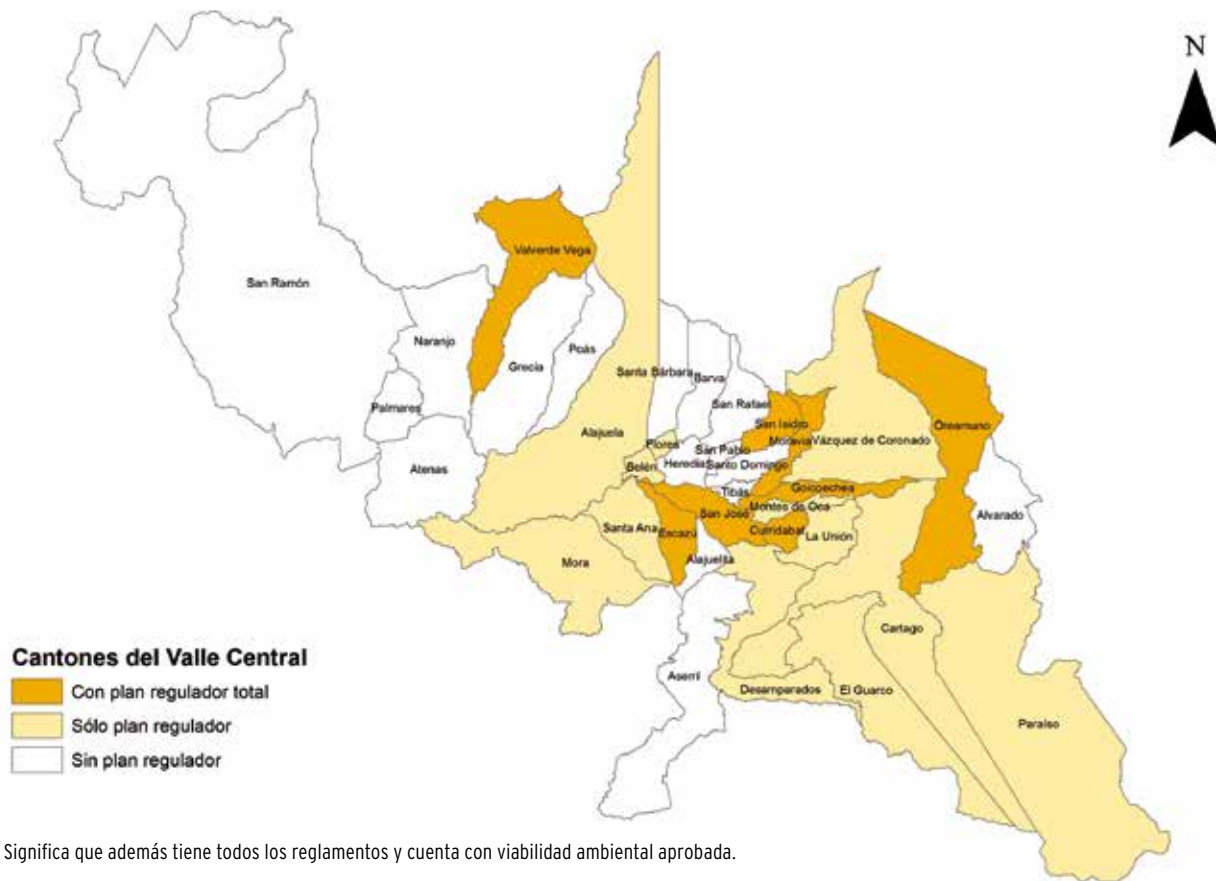 N
Valverde Vega
San Ramón
Naranjo
Grecia
Poás
Santa Bárbara
Barva
San Rafael
Palmares
San Isidro
Oreamuno
Alajuela
Flores
Moravia
Vázquez de Coronado
San Pablo
Atenas
Belén
Heredia
Santo Domingo
Tibás
Goicoechea
San José
Montes de Oca
Alvarado
Santa Ana
Escazú
Curridabat
La Unión
Mora
Alajuelita
Cartago
Aserrí
Desamparados
El Guarco
Paraíso
Cantones del Valle Central
Con plan regulador total
Sólo plan regulador
Sin plan regulador
Significa que además tiene todos los reglamentos y cuenta con viabilidad ambiental aprobada.